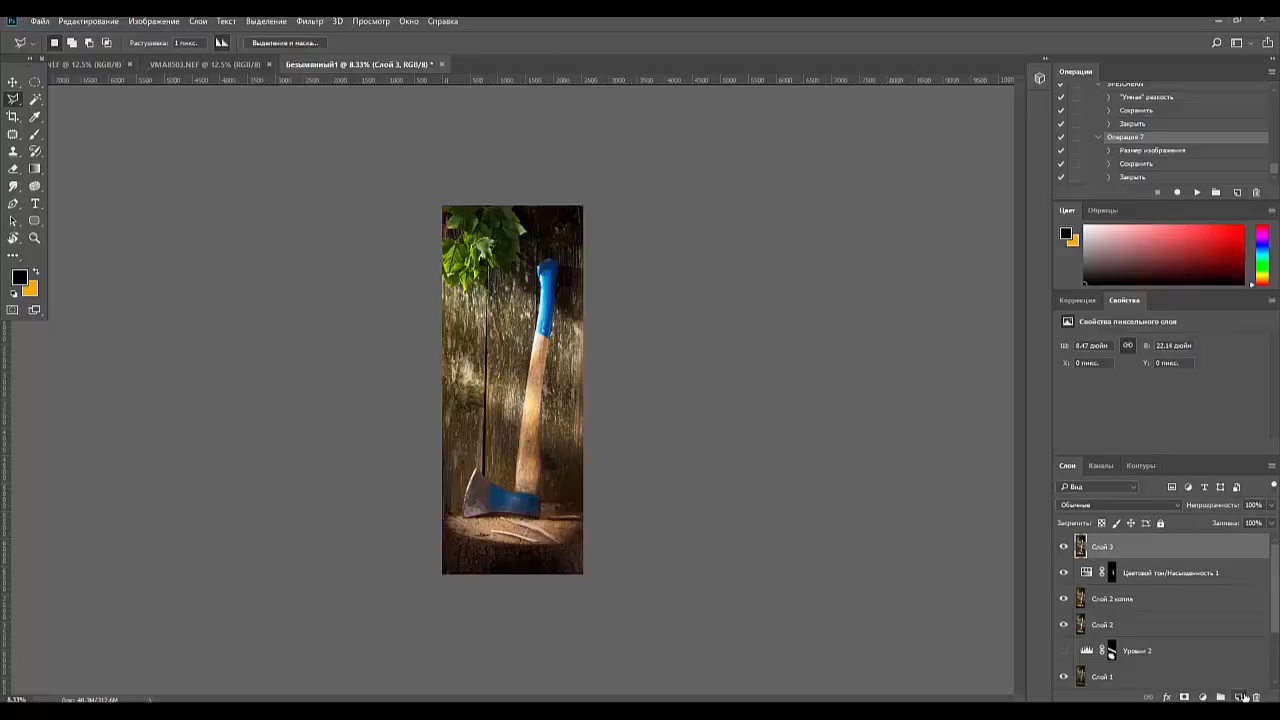 Файл Редактирование Изображение Слои Текст Выделение Фильтр 3D Просмотр Окно Справка
Растушевка: 1 пикс. Выделение и маска...
NEF @ 12.5% (RGB/8) × VMA8503.NEF @ 12.5% (RGB/8) × Безымянный1 @ 8.33% (Слой 3, RGB/8) * ×
Операции
"Умная" резкость
Сохранить
Закрыть
Операция 7
Размер изображения
Сохранить
Закрыть
Цвет Образцы
Коррекция Свойства
Свойства пиксельного слоя
Ш: 8.47 дюйм В: 22.14 дюйм
X: 0 пикс. Y: 0 пикс.
Слои Каналы Контуры
Вид
Обычные Непрозрачность: 100%
Закрепить: Заливка: 100%
Слой 3
Цветовой тон/Насыщенность 1
Слой 2 копия
Слой 2
Уровни 2
Слой 1
8.33%